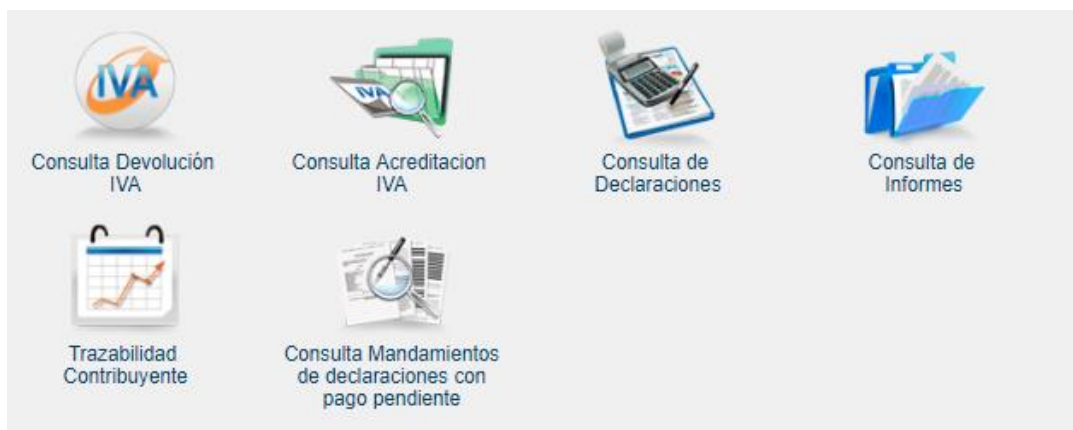 IVA
IVA
Consulta Devolución
IVA
Consulta Acreditacion
IVA
Consulta de
Declaraciones
Consulta de
Informes
Trazabilidad
Contribuyente
Consulta Mandamientos
de declaraciones con
pago pendiente